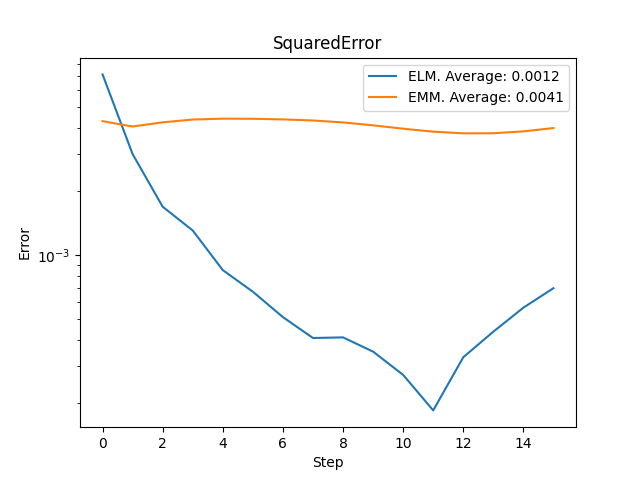 SquaredError
ELM. Average: 0.0012
EMM. Average: 0.0041
Error
10⁻³
0 2 4 6 8 10 12 14
Step